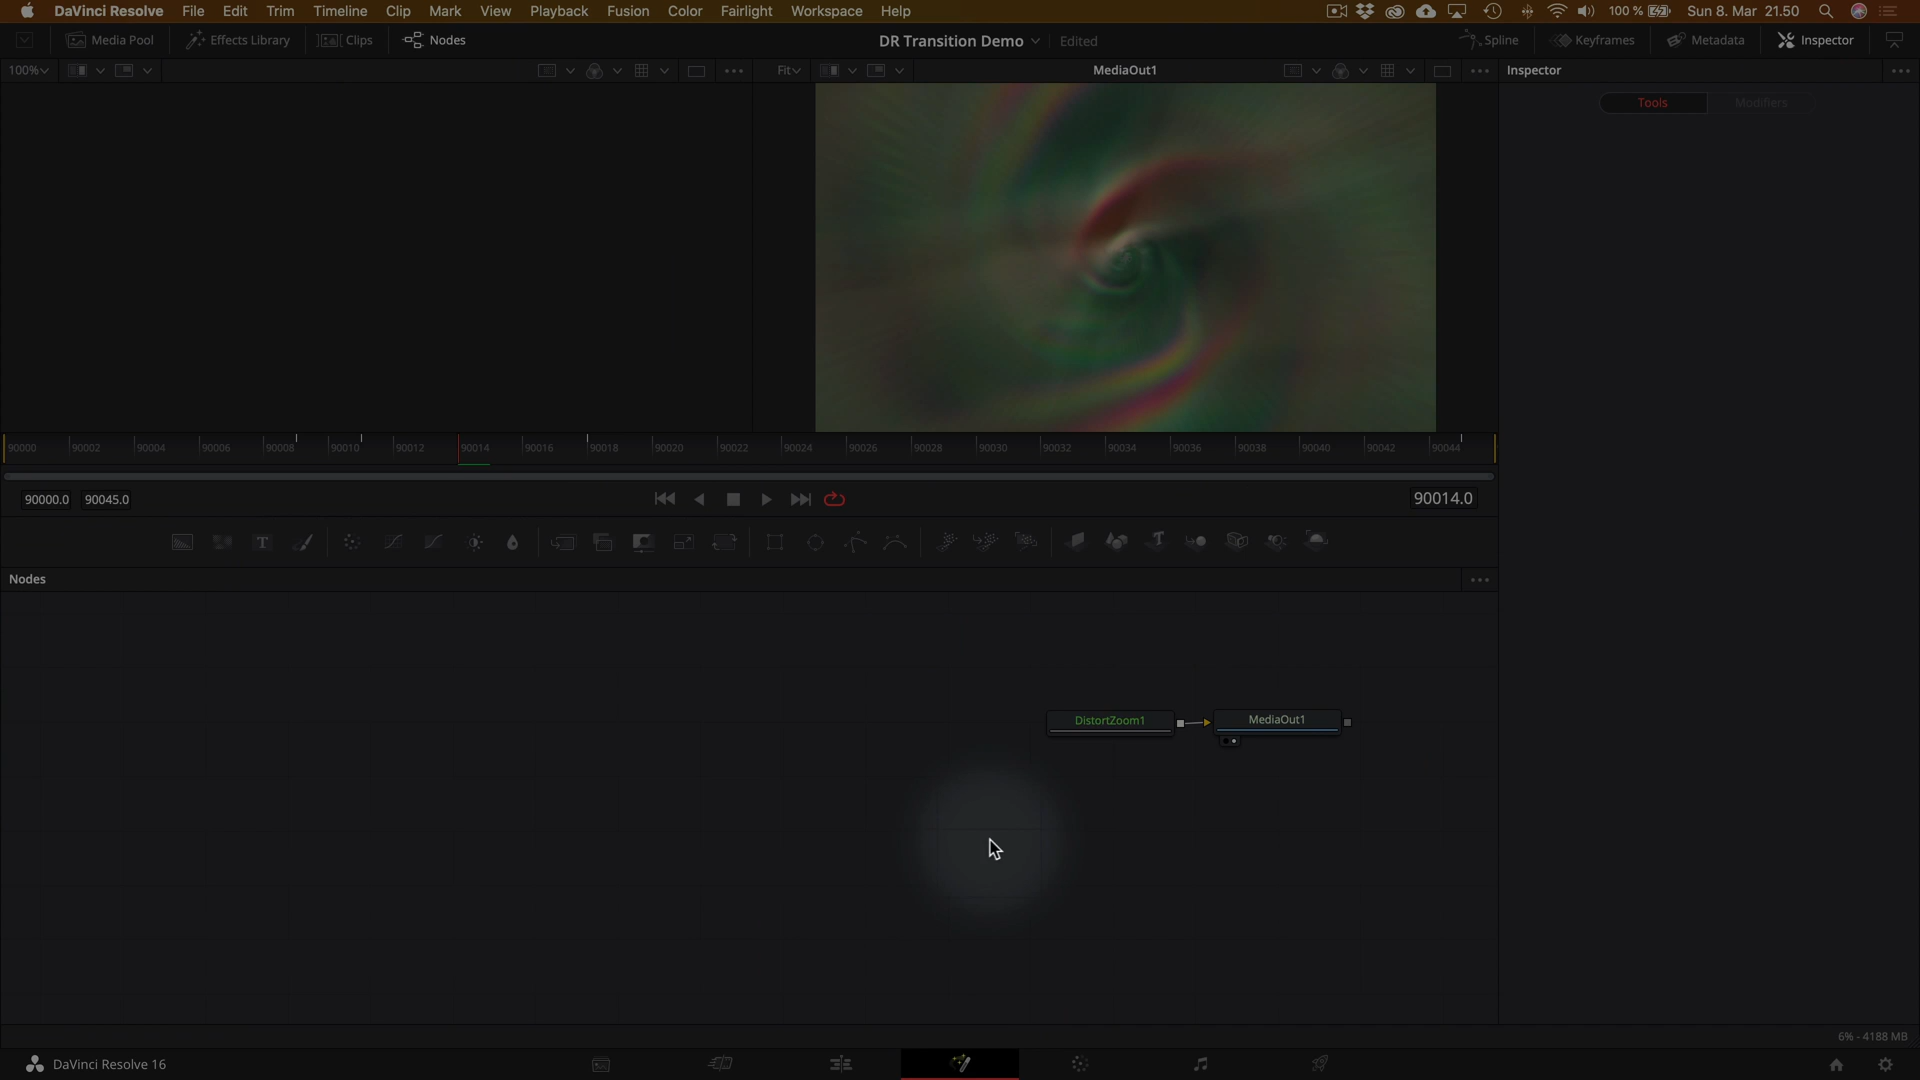 DaVinci Resolve File Edit Trim Timeline Clip Mark View Playback Fusion Color Fairlight Workspace Help 100 % Sun 8. Mar 21.50
Media Pool Effects Library Clips Nodes DR Transition Demo Edited Spline Keyframes Metadata Inspector
100% Fit MediaOut1 Inspector
Tools Modifiers
90000 90002 90004 90006 90008 90010 90012 90014 90016 90018 90020 90022 90024 90026 90028 90030 90032 90034 90036 90038 90040 90042 90044
90000.0 90045.0 90014.0
T
Nodes
DistortZoom1 MediaOut1
6% - 4188 MB
DaVinci Resolve 16